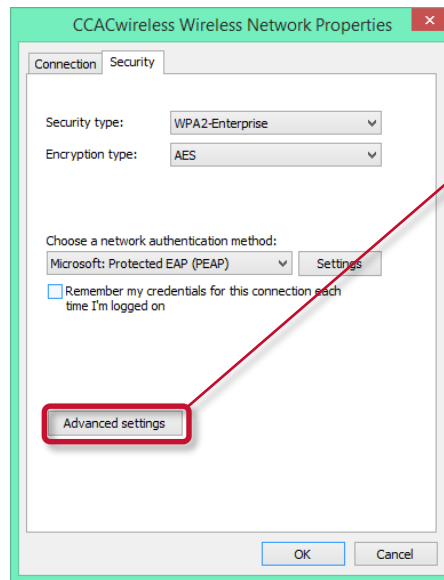 CCACwireless Wireless Network Properties
Connection Security
Security type: WPA2-Enterprise
Encryption type: AES
Choose a network authentication method:
Microsoft: Protected EAP (PEAP) Settings
Remember my credentials for this connection each
time I'm logged on
Advanced settings
OK Cancel